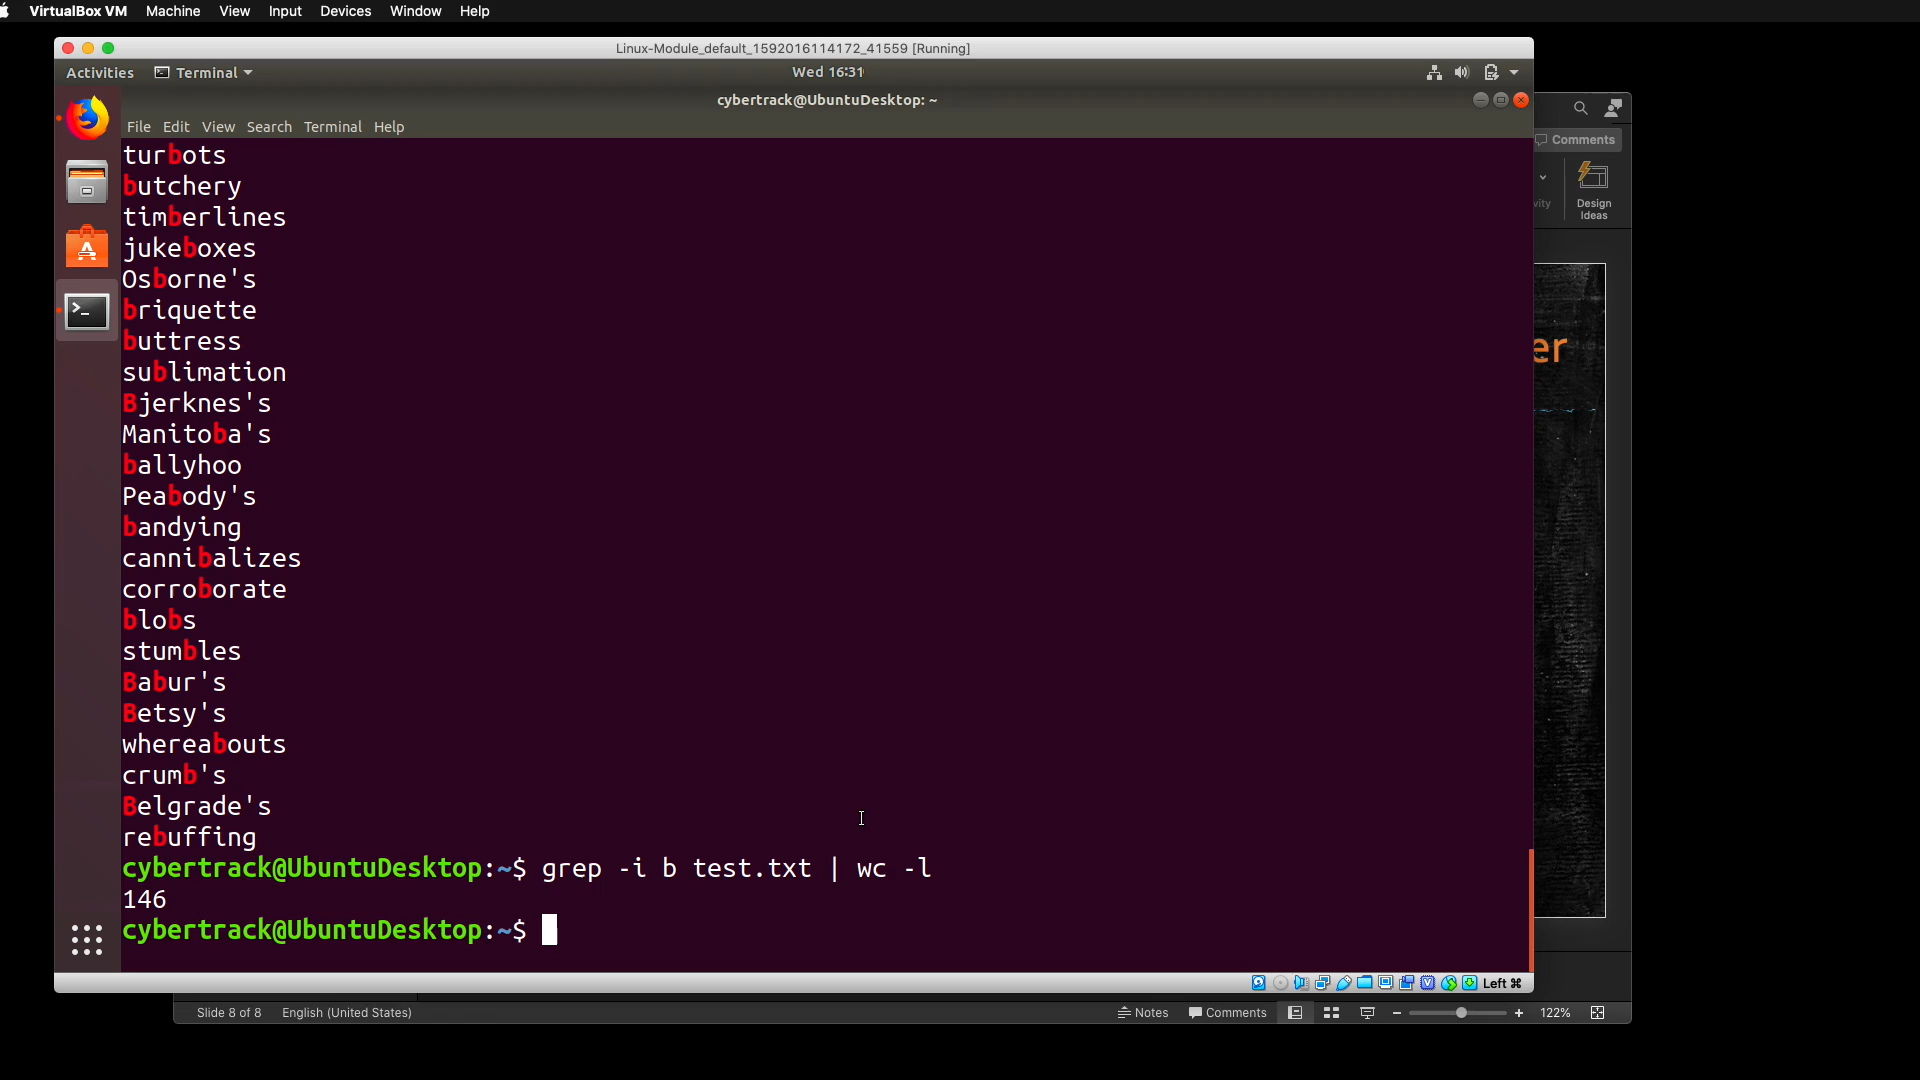 VirtualBox VM Machine View Input Devices Window Help
Linux-Module_default_1592016114172_41559 [Running]
Activities Terminal Wed 16:31
cybertrack@UbuntuDesktop: ~
File Edit View Search Terminal Help
turbots
butchery
timberlines
jukeboxes
Osborne's
briquette
buttress
sublimation
Bjerknes's
Manitoba's
ballyhoo
Peabody's
bandying
cannibalizes
corroborate
blobs
stumbles
Babur's
Betsy's
whereabouts
crumb's
Belgrade's
rebuffing
cybertrack@UbuntuDesktop:~$ grep -i b test.txt | wc -l
146
cybertrack@UbuntuDesktop:~$
Left ⌘
Comments
vity
Design
Ideas
er
Slide 8 of 8 English (United States) Notes Comments 122%